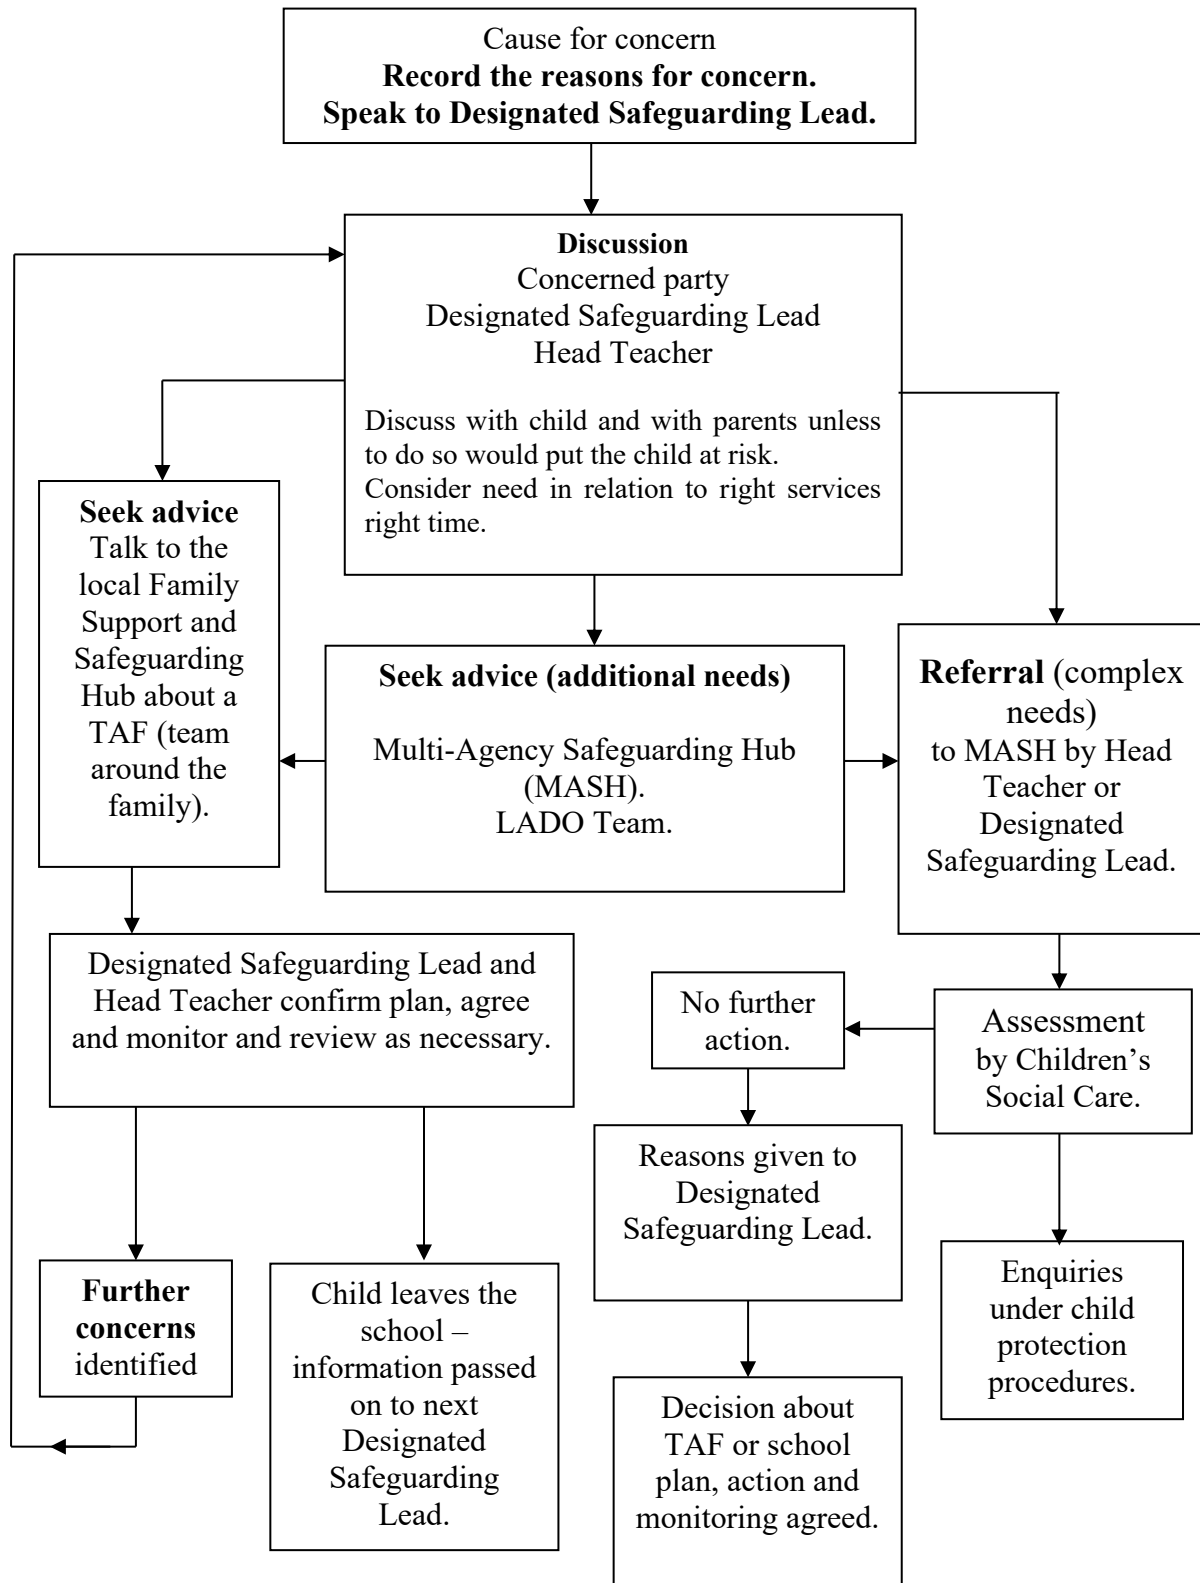 Cause for concern
Record the reasons for concern.
Speak to Designated Safeguarding Lead.
Discussion
Concerned party
Designated Safeguarding Lead
Head Teacher
Discuss with child and with parents unless
to do so would put the child at risk.
Consider need in relation to right services
right time.
Seek advice
Talk to the
local Family
Support and
Safeguarding
Hub about a
TAF (team
around the
family).
Seek advice (additional needs)
Multi-Agency Safeguarding Hub
(MASH).
LADO Team.
Referral (complex
needs)
to MASH by Head
Teacher or
Designated
Safeguarding Lead.
Designated Safeguarding Lead and
Head Teacher confirm plan, agree
and monitor and review as necessary.
No further
action.
Assessment
by Children’s
Social Care.
Reasons given to
Designated
Safeguarding Lead.
Enquiries
under child
protection
procedures.
Further
concerns
identified
Child leaves the
school –
information passed
on to next
Designated
Safeguarding
Lead.
Decision about
TAF or school
plan, action and
monitoring agreed.